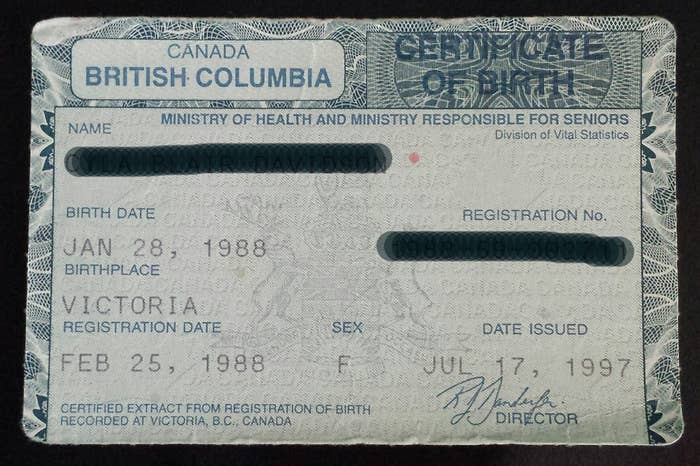 CANADA
BRITISH COLUMBIA
CERTIFICATE
OF BIRTH
MINISTRY OF HEALTH AND MINISTRY RESPONSIBLE FOR SENIORS
Division of Vital Statistics
NAME
BIRTH DATE
REGISTRATION No.
JAN 28, 1988
BIRTHPLACE
VICTORIA
REGISTRATION DATE SEX DATE ISSUED
FEB 25, 1988 F JUL 17, 1997
CERTIFIED EXTRACT FROM REGISTRATION OF BIRTH
RECORDED AT VICTORIA, B.C., CANADA
DIRECTOR